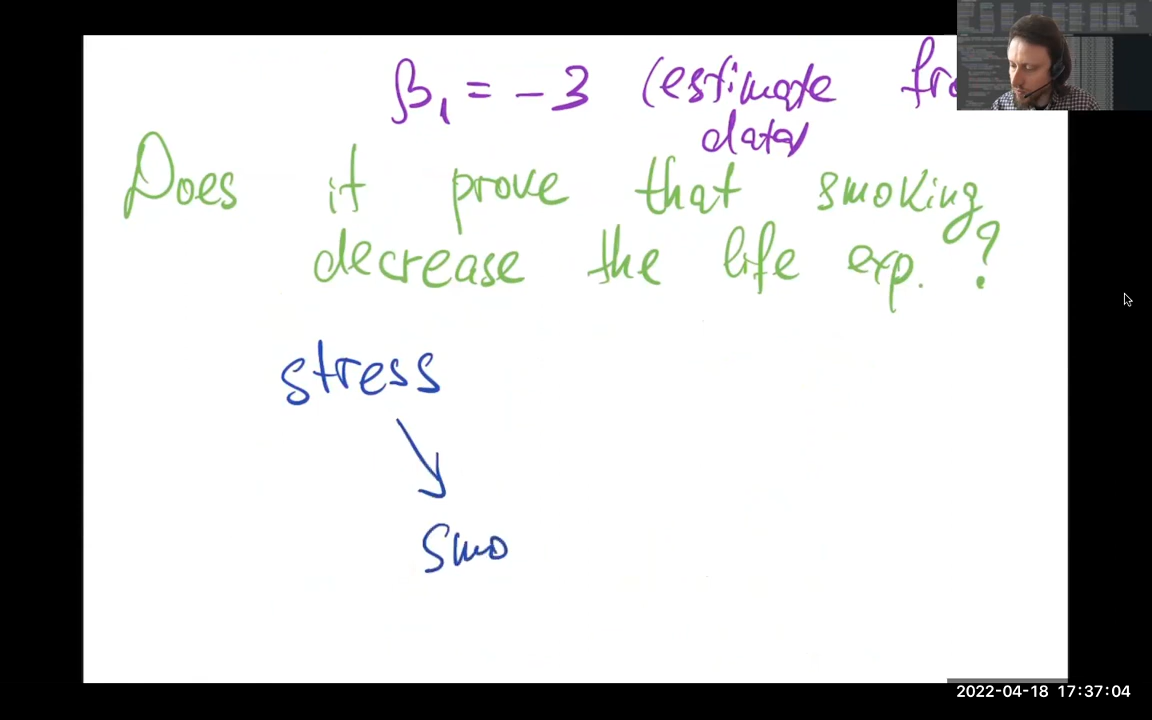 β₁ = -3 (estimate fro
data)
Does it prove that smoking
decrease the life exp. ?
stress
smo
2022-04-18 17:37:04